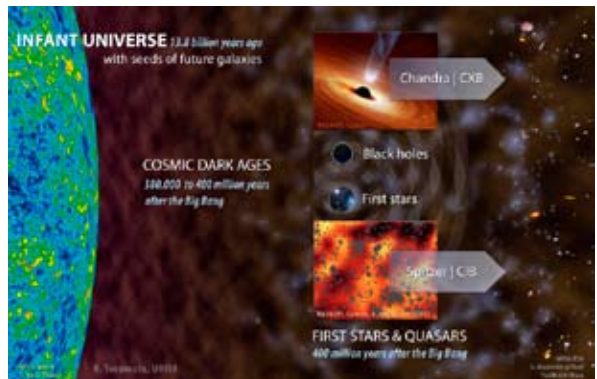 INFANT UNIVERSE 13.8 billion years ago
with seeds of future galaxies
Chandra | CXB
Black holes
COSMIC DARK AGES
380,000 to 400 million years
after the Big Bang
First stars
Spitzer | CIB
FIRST STARS & QUASARS
400 million years after the Big Bang